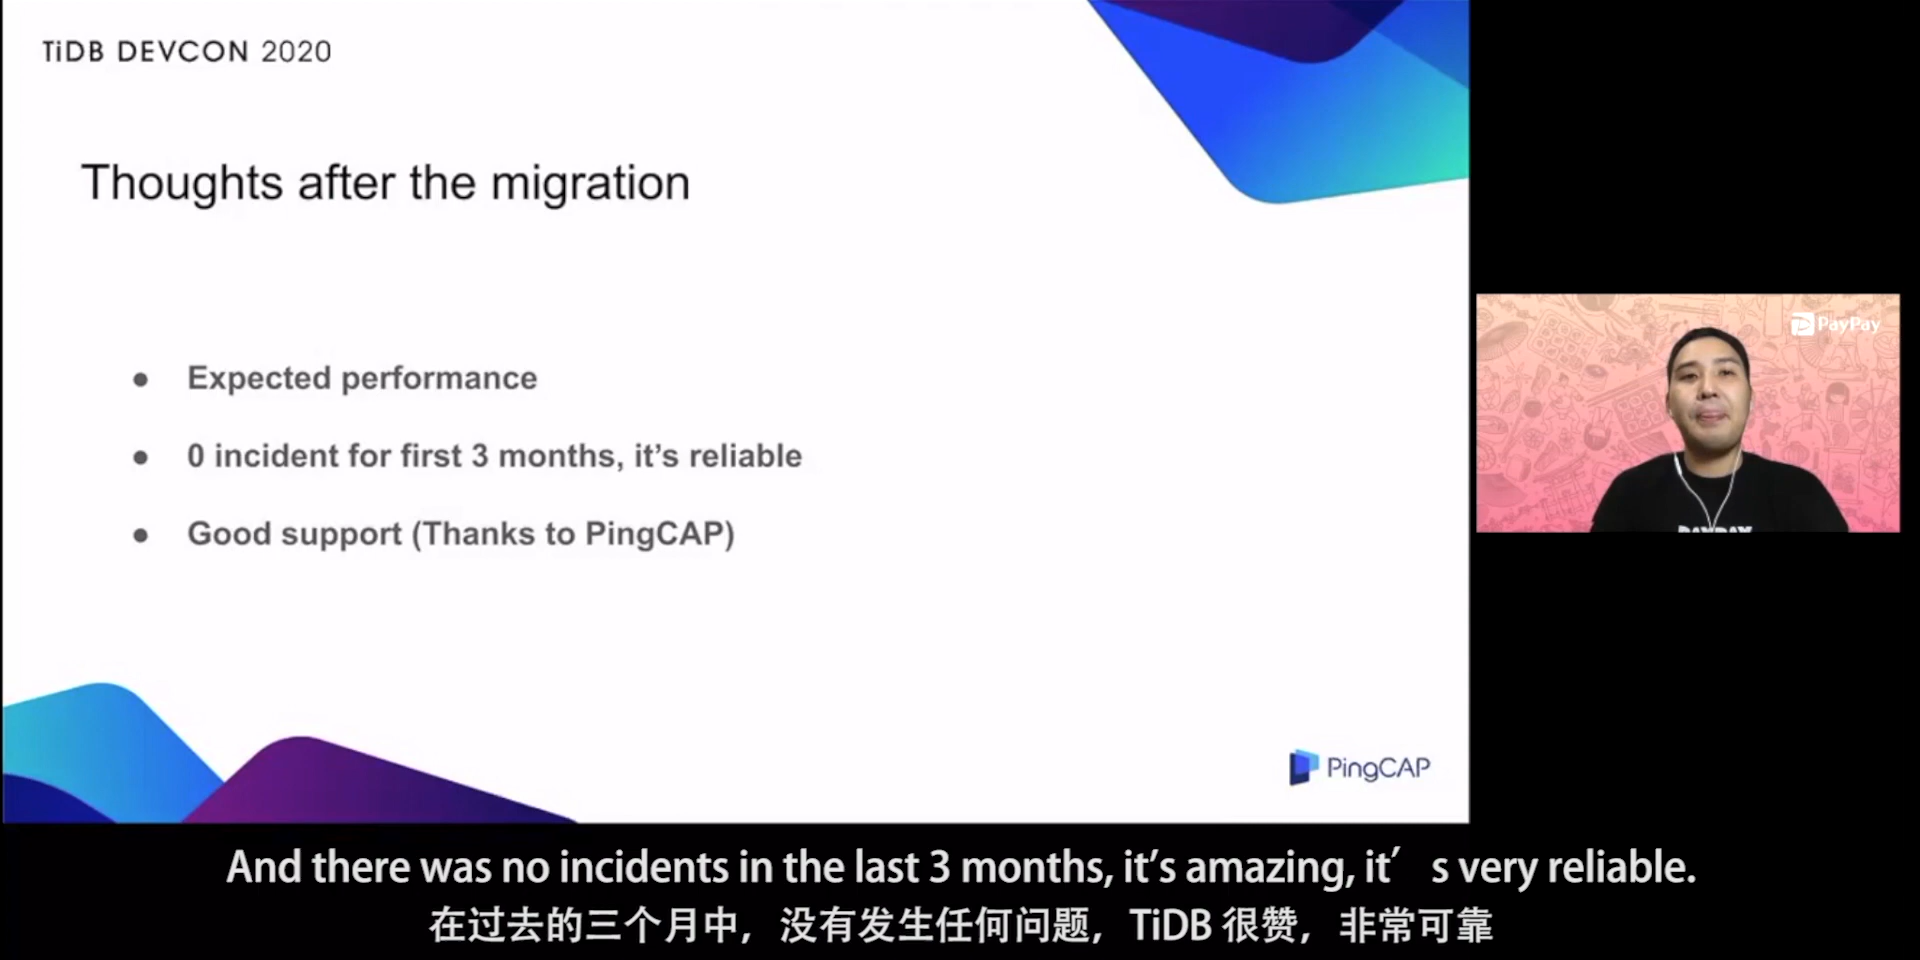 TiDB DEVCON 2020
Thoughts after the migration
● Expected performance
● 0 incident for first 3 months, it's reliable
● Good support (Thanks to PingCAP)
PingCAP
PayPay
PAYPAY
And there was no incidents in the last 3 months, it's amazing, it′ s very reliable.
在过去的三个月中，没有发生任何问题，TiDB 很赞，非常可靠